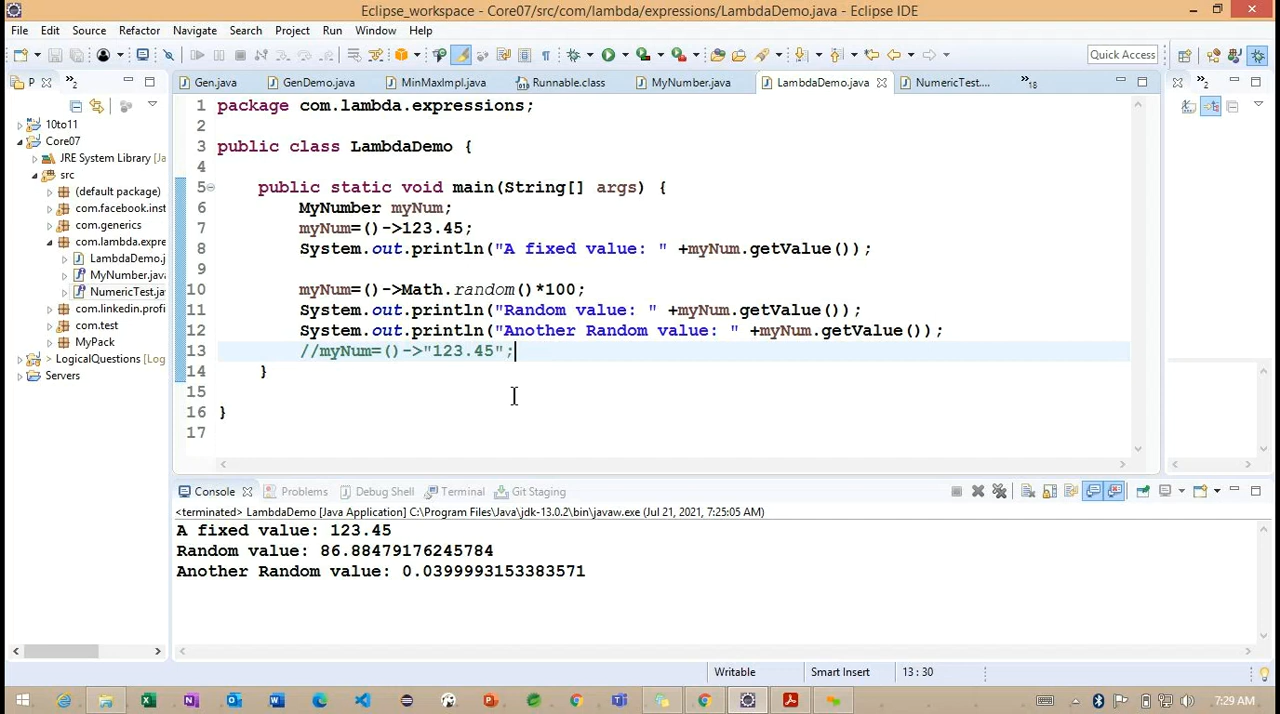 Eclipse_workspace - Core07/src/com/lambda/expressions/LambdaDemo.java - Eclipse IDE
File Edit Source Refactor Navigate Search Project Run Window Help
Quick Access
P
Gen.java GenDemo.java MinMaxImpl.java Runnable.class MyNumber.java LambdaDemo.java NumericTest....
18
10to11
Core07
JRE System Library [Ja
src
(default package)
com.facebook.inst
com.generics
com.lambda.expre
LambdaDemo.j
MyNumber.java
NumericTest.ja
com.linkedin.profi
com.test
MyPack
LogicalQuestions [Log
Servers
1 package com.lambda.expressions;
2
3 public class LambdaDemo {
4
5 public static void main(String[] args) {
6 MyNumber myNum;
7 myNum=()->123.45;
8 System.out.println("A fixed value: " +myNum.getValue());
9
10 myNum=()->Math.random()*100;
11 System.out.println("Random value: " +myNum.getValue());
12 System.out.println("Another Random value: " +myNum.getValue());
13 //myNum=()->"123.45";
14 }
15
16 }
17
Console Problems Debug Shell Terminal Git Staging
<terminated> LambdaDemo [Java Application] C:\Program Files\Java\jdk-13.0.2\bin\javaw.exe (Jul 21, 2021, 7:25:05 AM)
A fixed value: 123.45
Random value: 86.88479176245784
Another Random value: 0.0399993153383571
Writable Smart Insert 13 : 30
7:29 AM